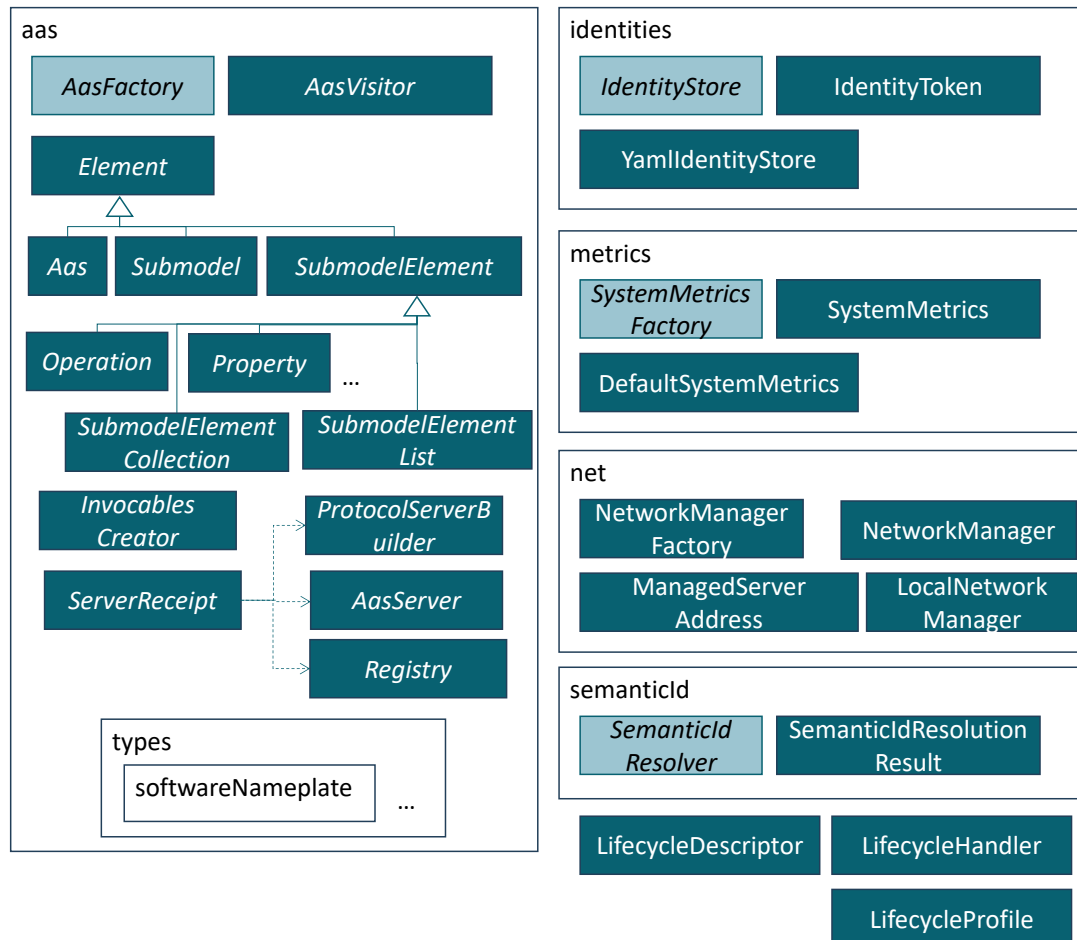 aas
AasFactory
AasVisitor
Element
Aas
Submodel
SubmodelElement
Operation
Property
...
SubmodelElement
Collection
SubmodelElement
List
Invocables
Creator
ProtocolServerB
uilder
ServerReceipt
AasServer
Registry
types
softwareNameplate
...
identities
IdentityStore
IdentityToken
YamlIdentityStore
metrics
SystemMetrics
Factory
SystemMetrics
DefaultSystemMetrics
net
NetworkManager
Factory
NetworkManager
ManagedServer
Address
LocalNetwork
Manager
semanticId
SemanticId
Resolver
SemanticIdResolution
Result
LifecycleDescriptor
LifecycleHandler
LifecycleProfile